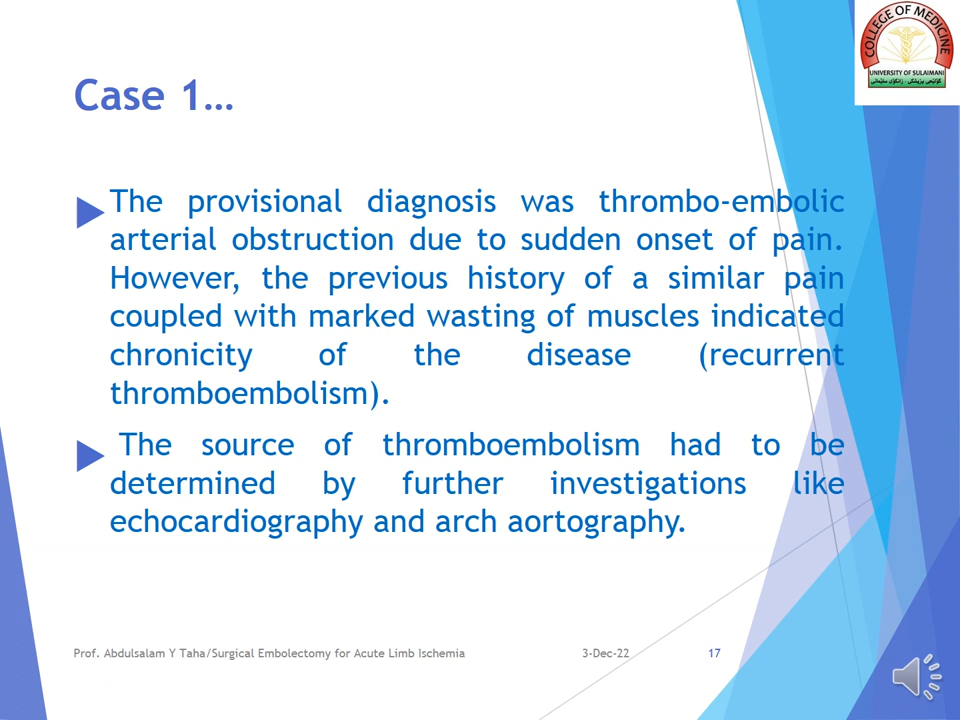 COLLEGE OF MEDICINE
UNIVERSITY OF SULAIMANI
Case 1…
The provisional diagnosis was thrombo-embolic
arterial obstruction due to sudden onset of pain.
However, the previous history of a similar pain
coupled with marked wasting of muscles indicated
chronicity of the disease (recurrent
thromboembolism).
The source of thromboembolism had to be
determined by further investigations like
echocardiography and arch aortography.
Prof. Abdulsalam Y Taha/Surgical Embolectomy for Acute Limb Ischemia
3-Dec-22
17